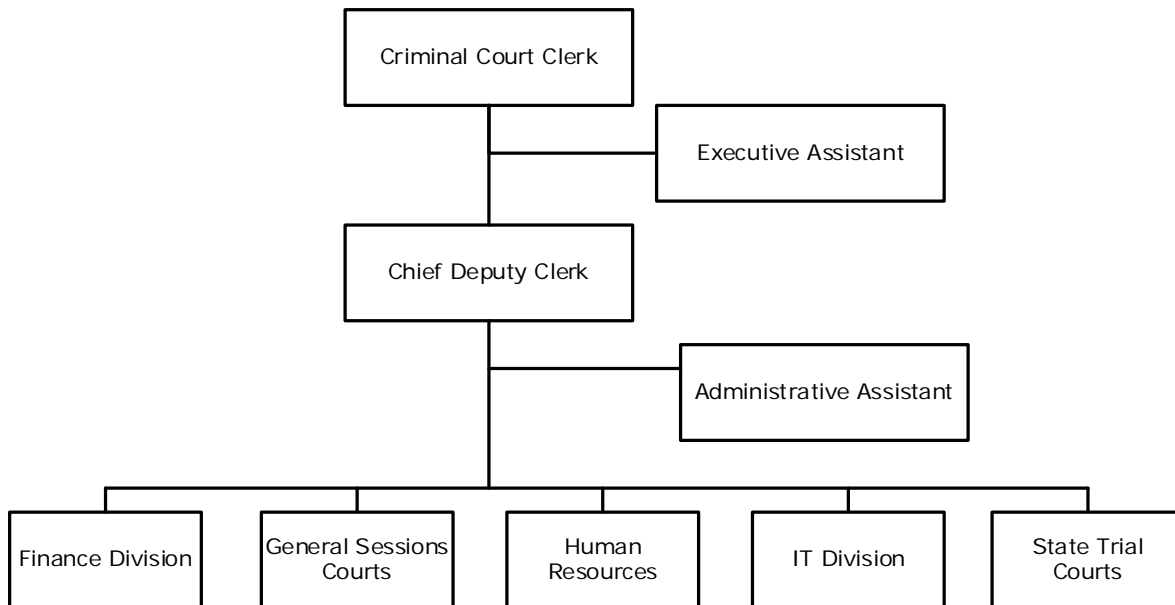 Criminal Court Clerk
Executive Assistant
Chief Deputy Clerk
Administrative Assistant
Finance Division
General Sessions
Courts
Human
Resources
IT Division
State Trial
Courts